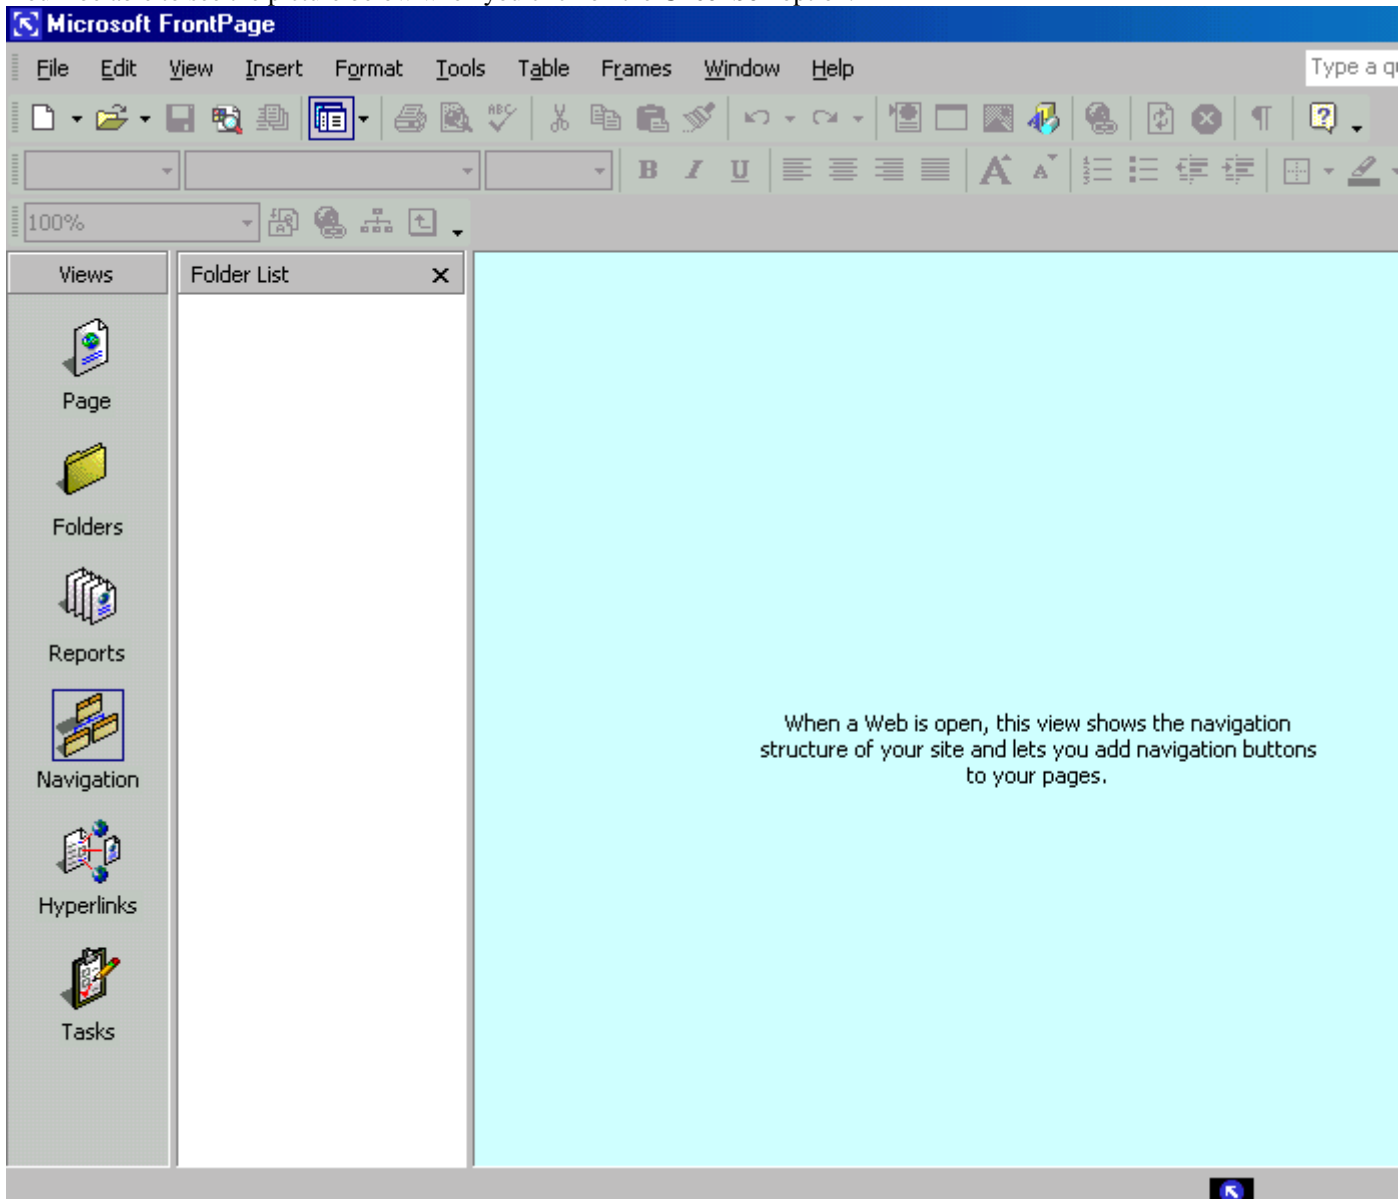 Microsoft FrontPage
File Edit View Insert Format Tools Table Frames Window Help Type a qu
ABC
B I U A A
100%
Views Folder List
Page
Folders
Reports
When a Web is open, this view shows the navigation
structure of your site and lets you add navigation buttons
to your pages.
Navigation
Hyperlinks
Tasks